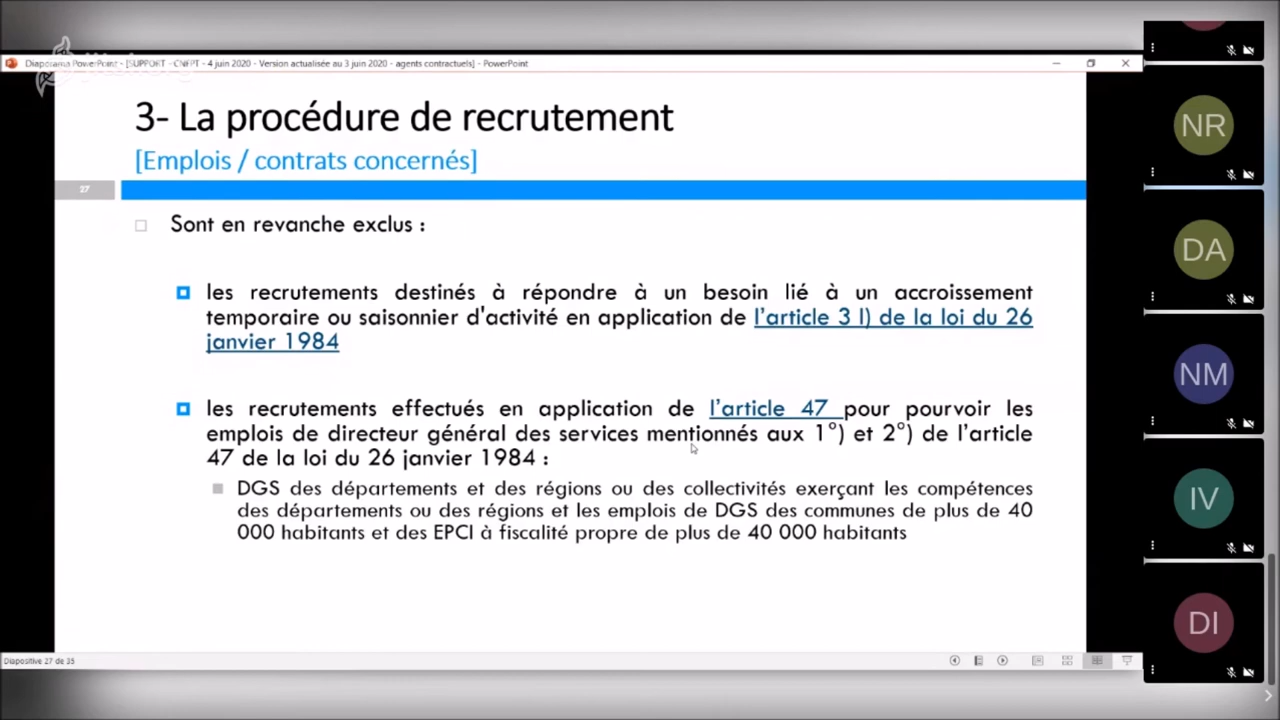 Diaporama PowerPoint - [SUPPORT - CNFPT - 4 juin 2020 - Version actualisée au 3 juin 2020 - agents contractuels] - PowerPoint
3- La procédure de recrutement
[Emplois / contrats concernés]
27
Sont en revanche exclus :
les recrutements destinés à répondre à un besoin lié à un accroissement
temporaire ou saisonnier d'activité en application de l'article 3 I) de la loi du 26
janvier 1984
les recrutements effectués en application de l'article 47 pour pourvoir les
emplois de directeur général des services mentionnés aux 1°) et 2°) de l'article
47 de la loi du 26 janvier 1984 :
DGS des départements et des régions ou des collectivités exerçant les compétences
des départements ou des régions et les emplois de DGS des communes de plus de 40
000 habitants et des EPCI à fiscalité propre de plus de 40 000 habitants
Diapositive 27 de 35
NR
DA
NM
IV
DI